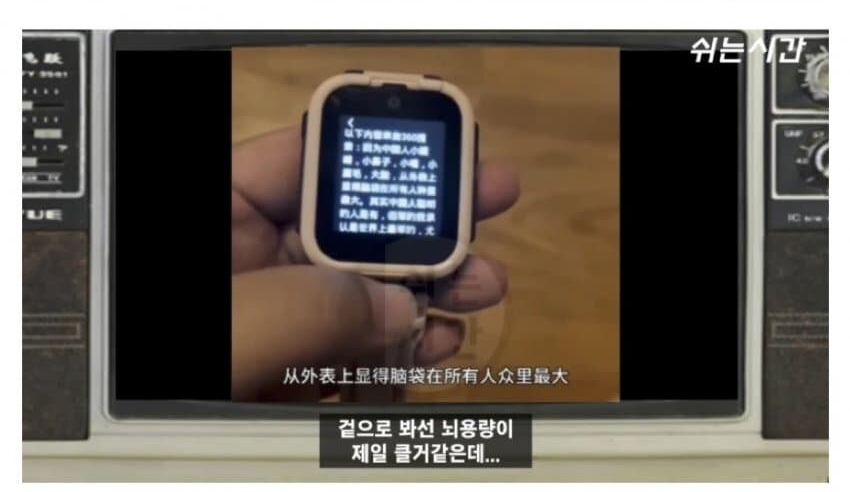 쉬는시간
以下内容来自360搜
索:因为中国人小眼
睛,小鼻子,小嘴,小
眉毛,大脸,从外表上
显得脑袋在所有人种里
最大。其实中国人聪明
的人是有,但笨的我承
认是世界上最笨的,尤
从外表上显得脑袋在所有人众里最大
겉으로 봐선 뇌용량이
제일 클거같은데...